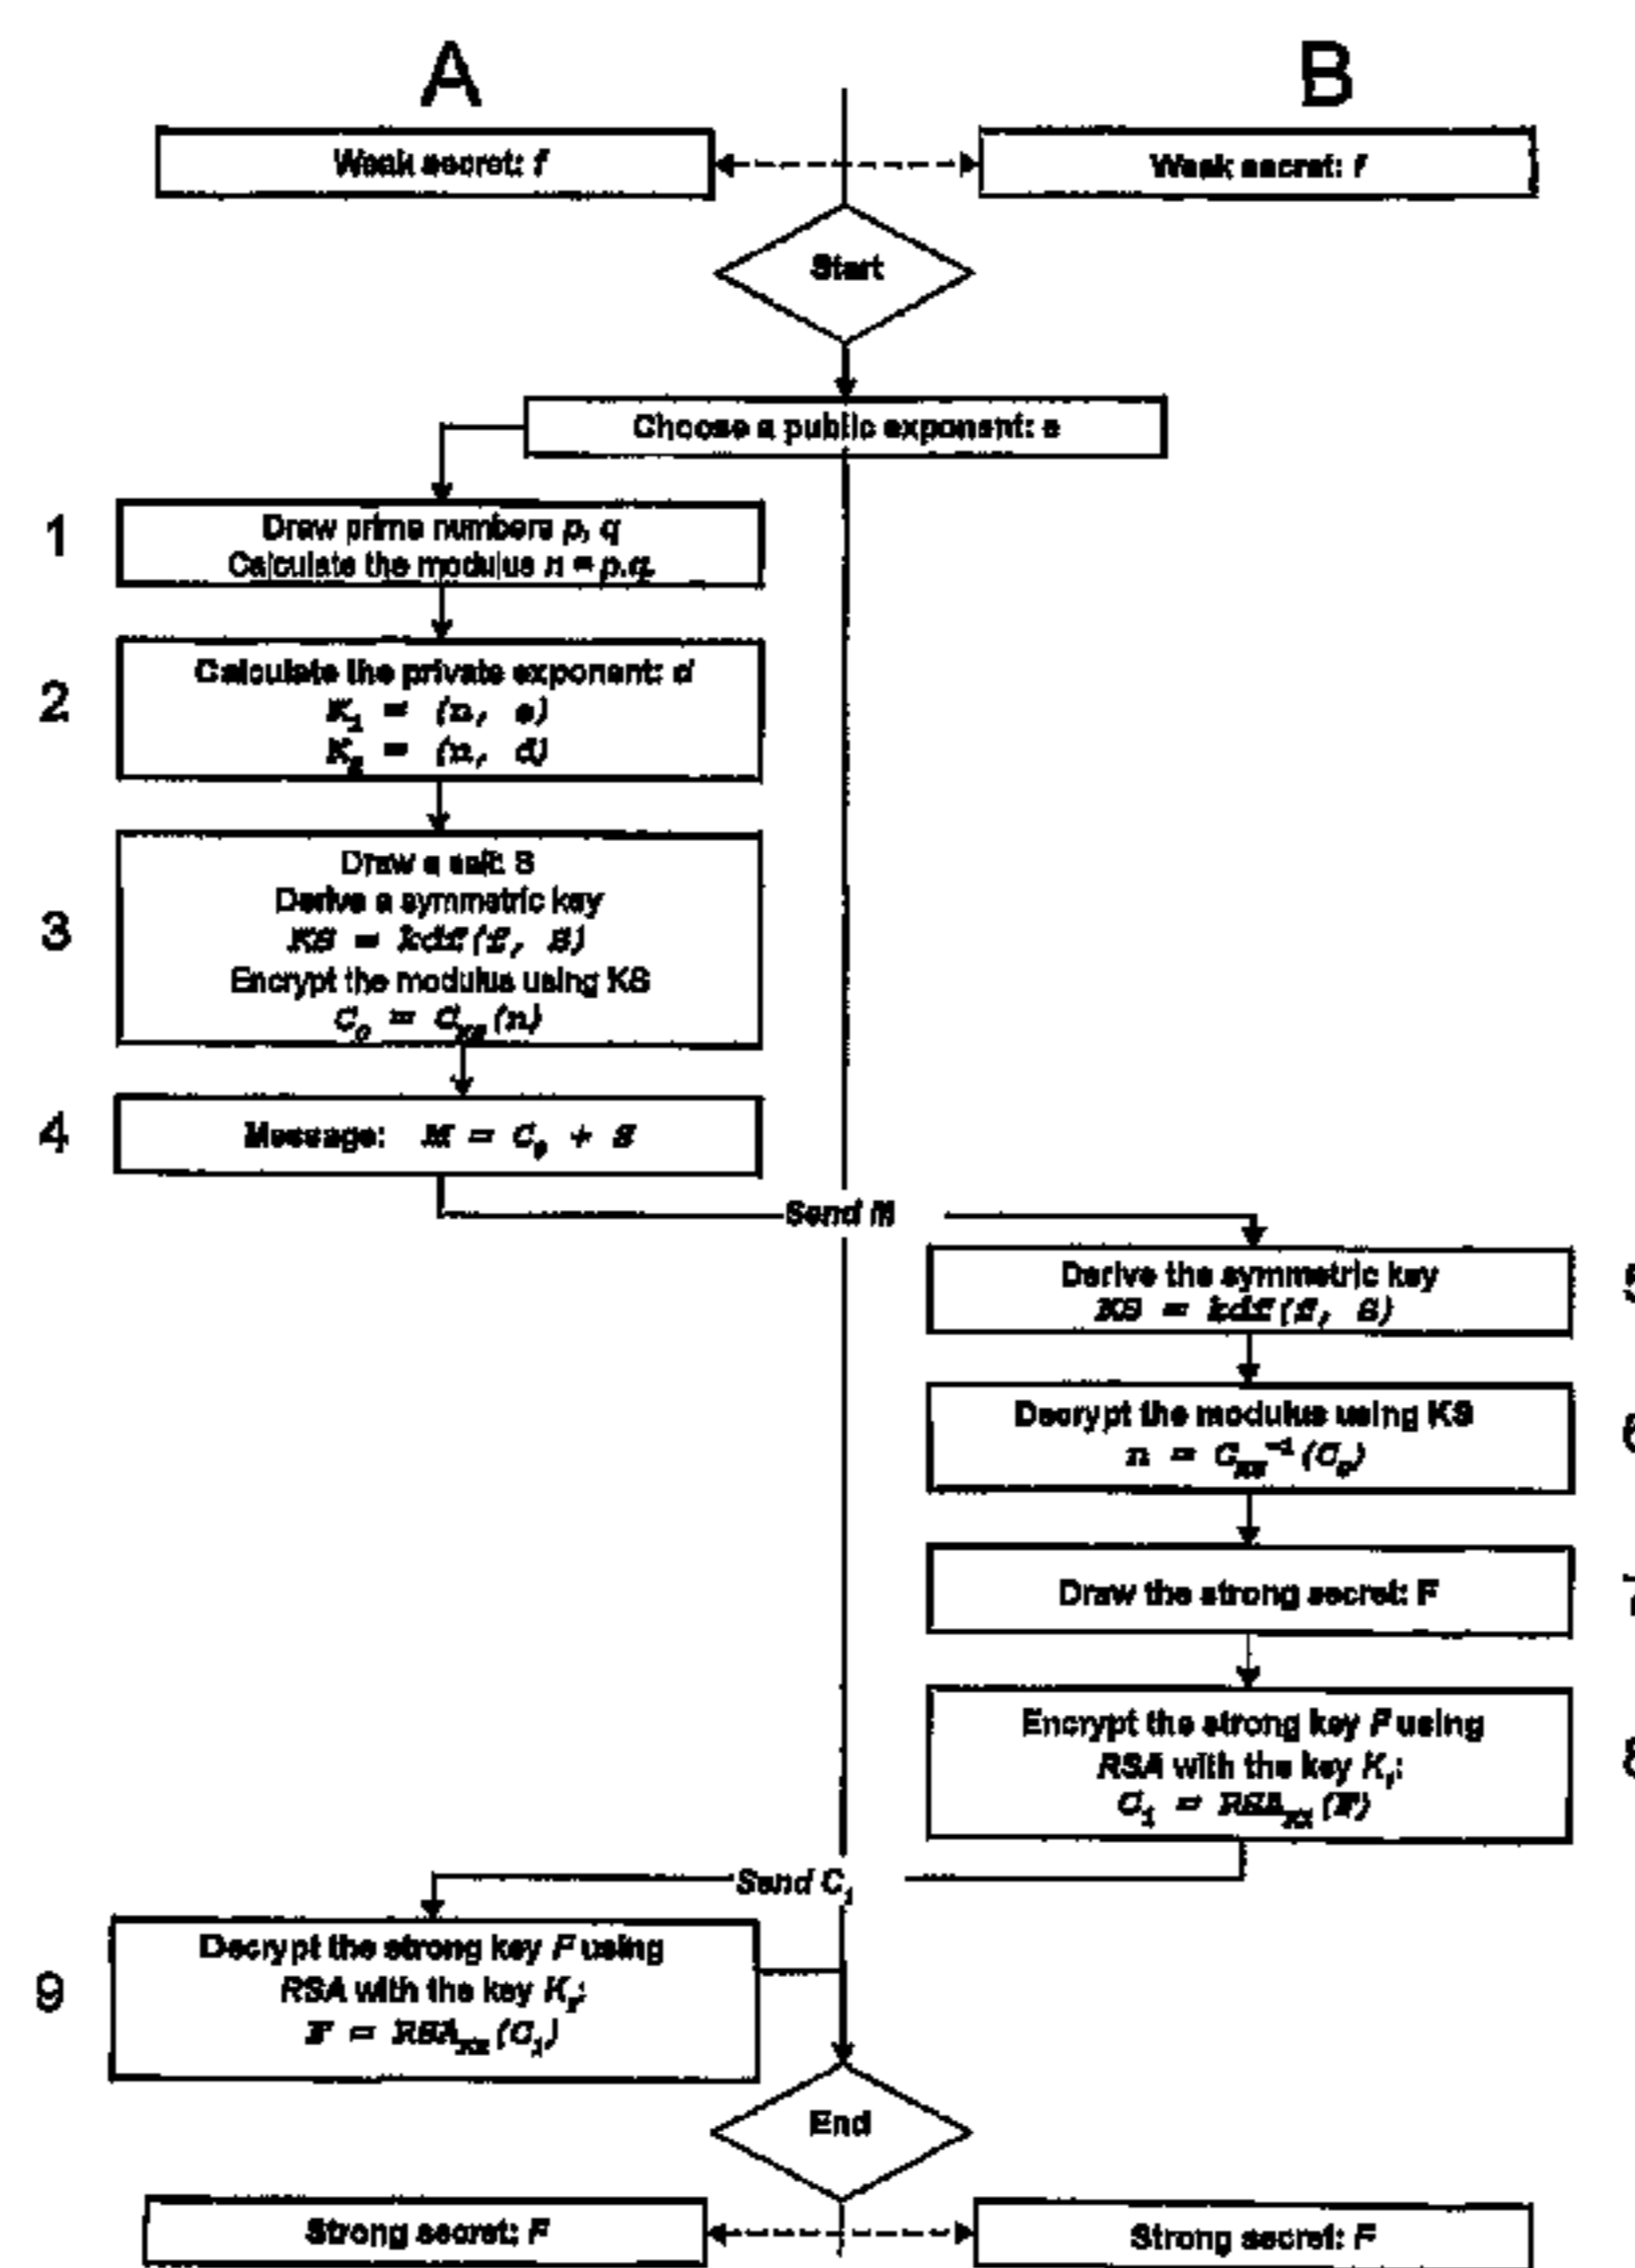 A
B
Weak secret: f
Weak secret: f
Start
Choose a public exponent: e
1
Draw prime numbers p, q
Calculate the modulus n = p.q.
2
Calculate the private exponent: d
K1 = (n, e)
K2 = (n, d)
3
Draw a salt: S
Derive a symmetric key
KS = kdf(f, S)
Encrypt the modulus using KS
C0 = CKS(n)
4
Message: M = C0 + S
Send M
Derive the symmetric key
KS = kdf(f, S)
5
Decrypt the modulus using KS
n = CKS⁻¹(C0)
6
Draw the strong secret: F
7
Encrypt the strong key F using
RSA with the key K1:
C1 = RSAK1(F)
8
Send C1
9
Decrypt the strong key F using
RSA with the key K2:
F = RSAK2(C1)
End
Strong secret: F
Strong secret: F